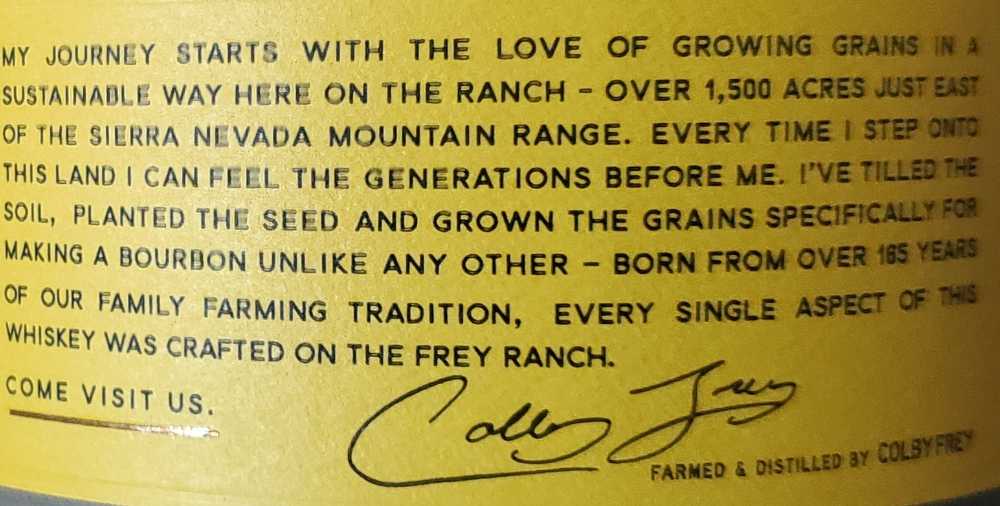 MY JOURNEY STARTS WITH THE LOVE OF GROWING GRAINS IN A
SUSTAINABLE WAY HERE ON THE RANCH – OVER 1,500 ACRES JUST EAST
OF THE SIERRA NEVADA MOUNTAIN RANGE. EVERY TIME I STEP ONTO
THIS LAND I CAN FEEL THE GENERATIONS BEFORE ME. I'VE TILLED THE
SOIL, PLANTED THE SEED AND GROWN THE GRAINS SPECIFICALLY FOR
MAKING A BOURBON UNLIKE ANY OTHER – BORN FROM OVER 165 YEARS
OF OUR FAMILY FARMING TRADITION, EVERY SINGLE ASPECT OF THIS
WHISKEY WAS CRAFTED ON THE FREY RANCH.
COME VISIT US.
Colby Frey
FARMED & DISTILLED BY COLBY FREY